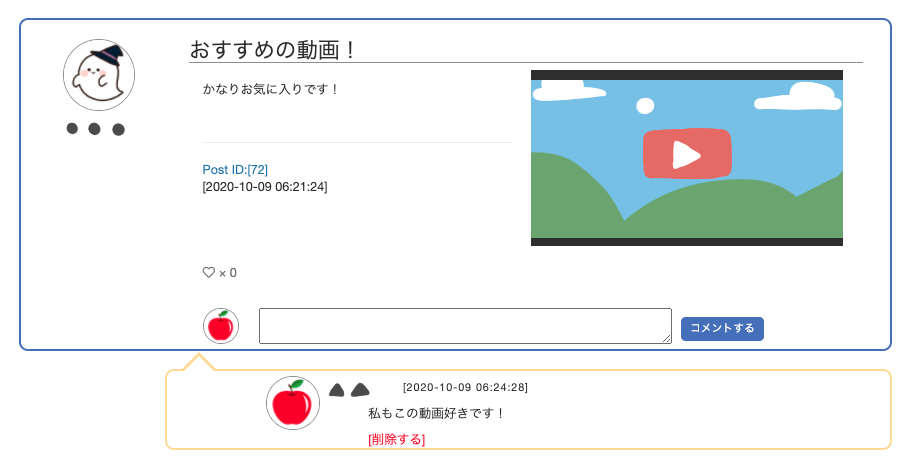 おすすめの動画！
かなりお気に入りです！
Post ID:[72]
[2020-10-09 06:21:24]
♡ × 0
コメントする
[2020-10-09 06:24:28]
私もこの動画好きです！
[削除する]